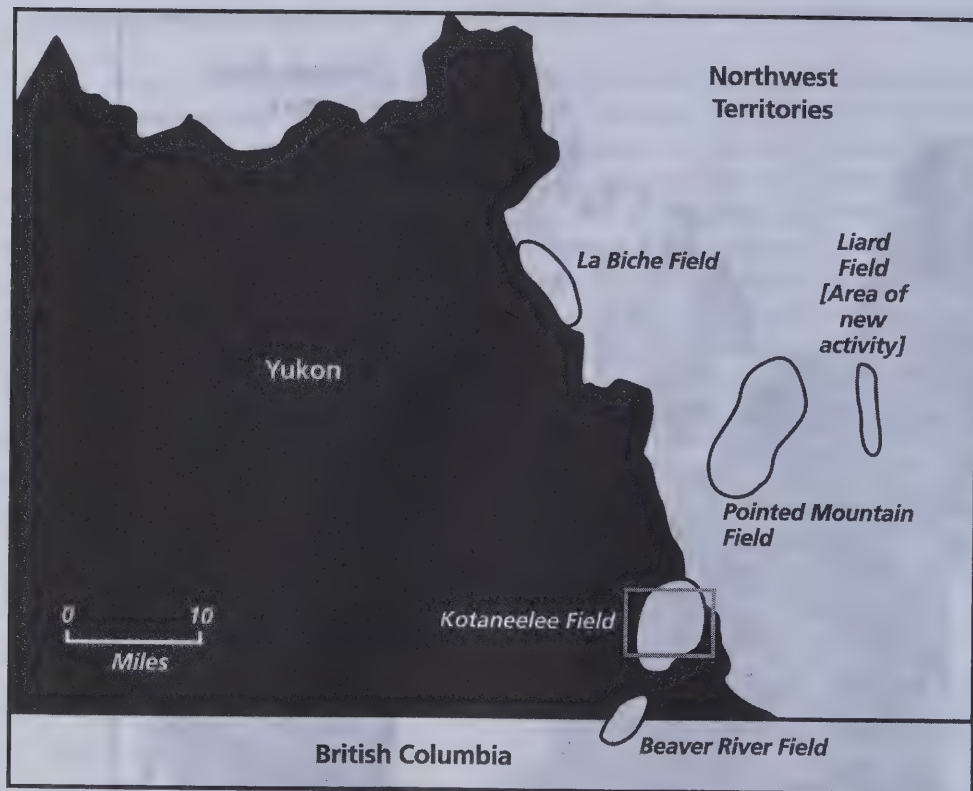 Northwest
Territories
La Biche Field
Liard
Field
[Area of
new
activity]
Yukon
Pointed Mountain
Field
Kotaneelee Field
0 10
Miles
Beaver River Field
British Columbia